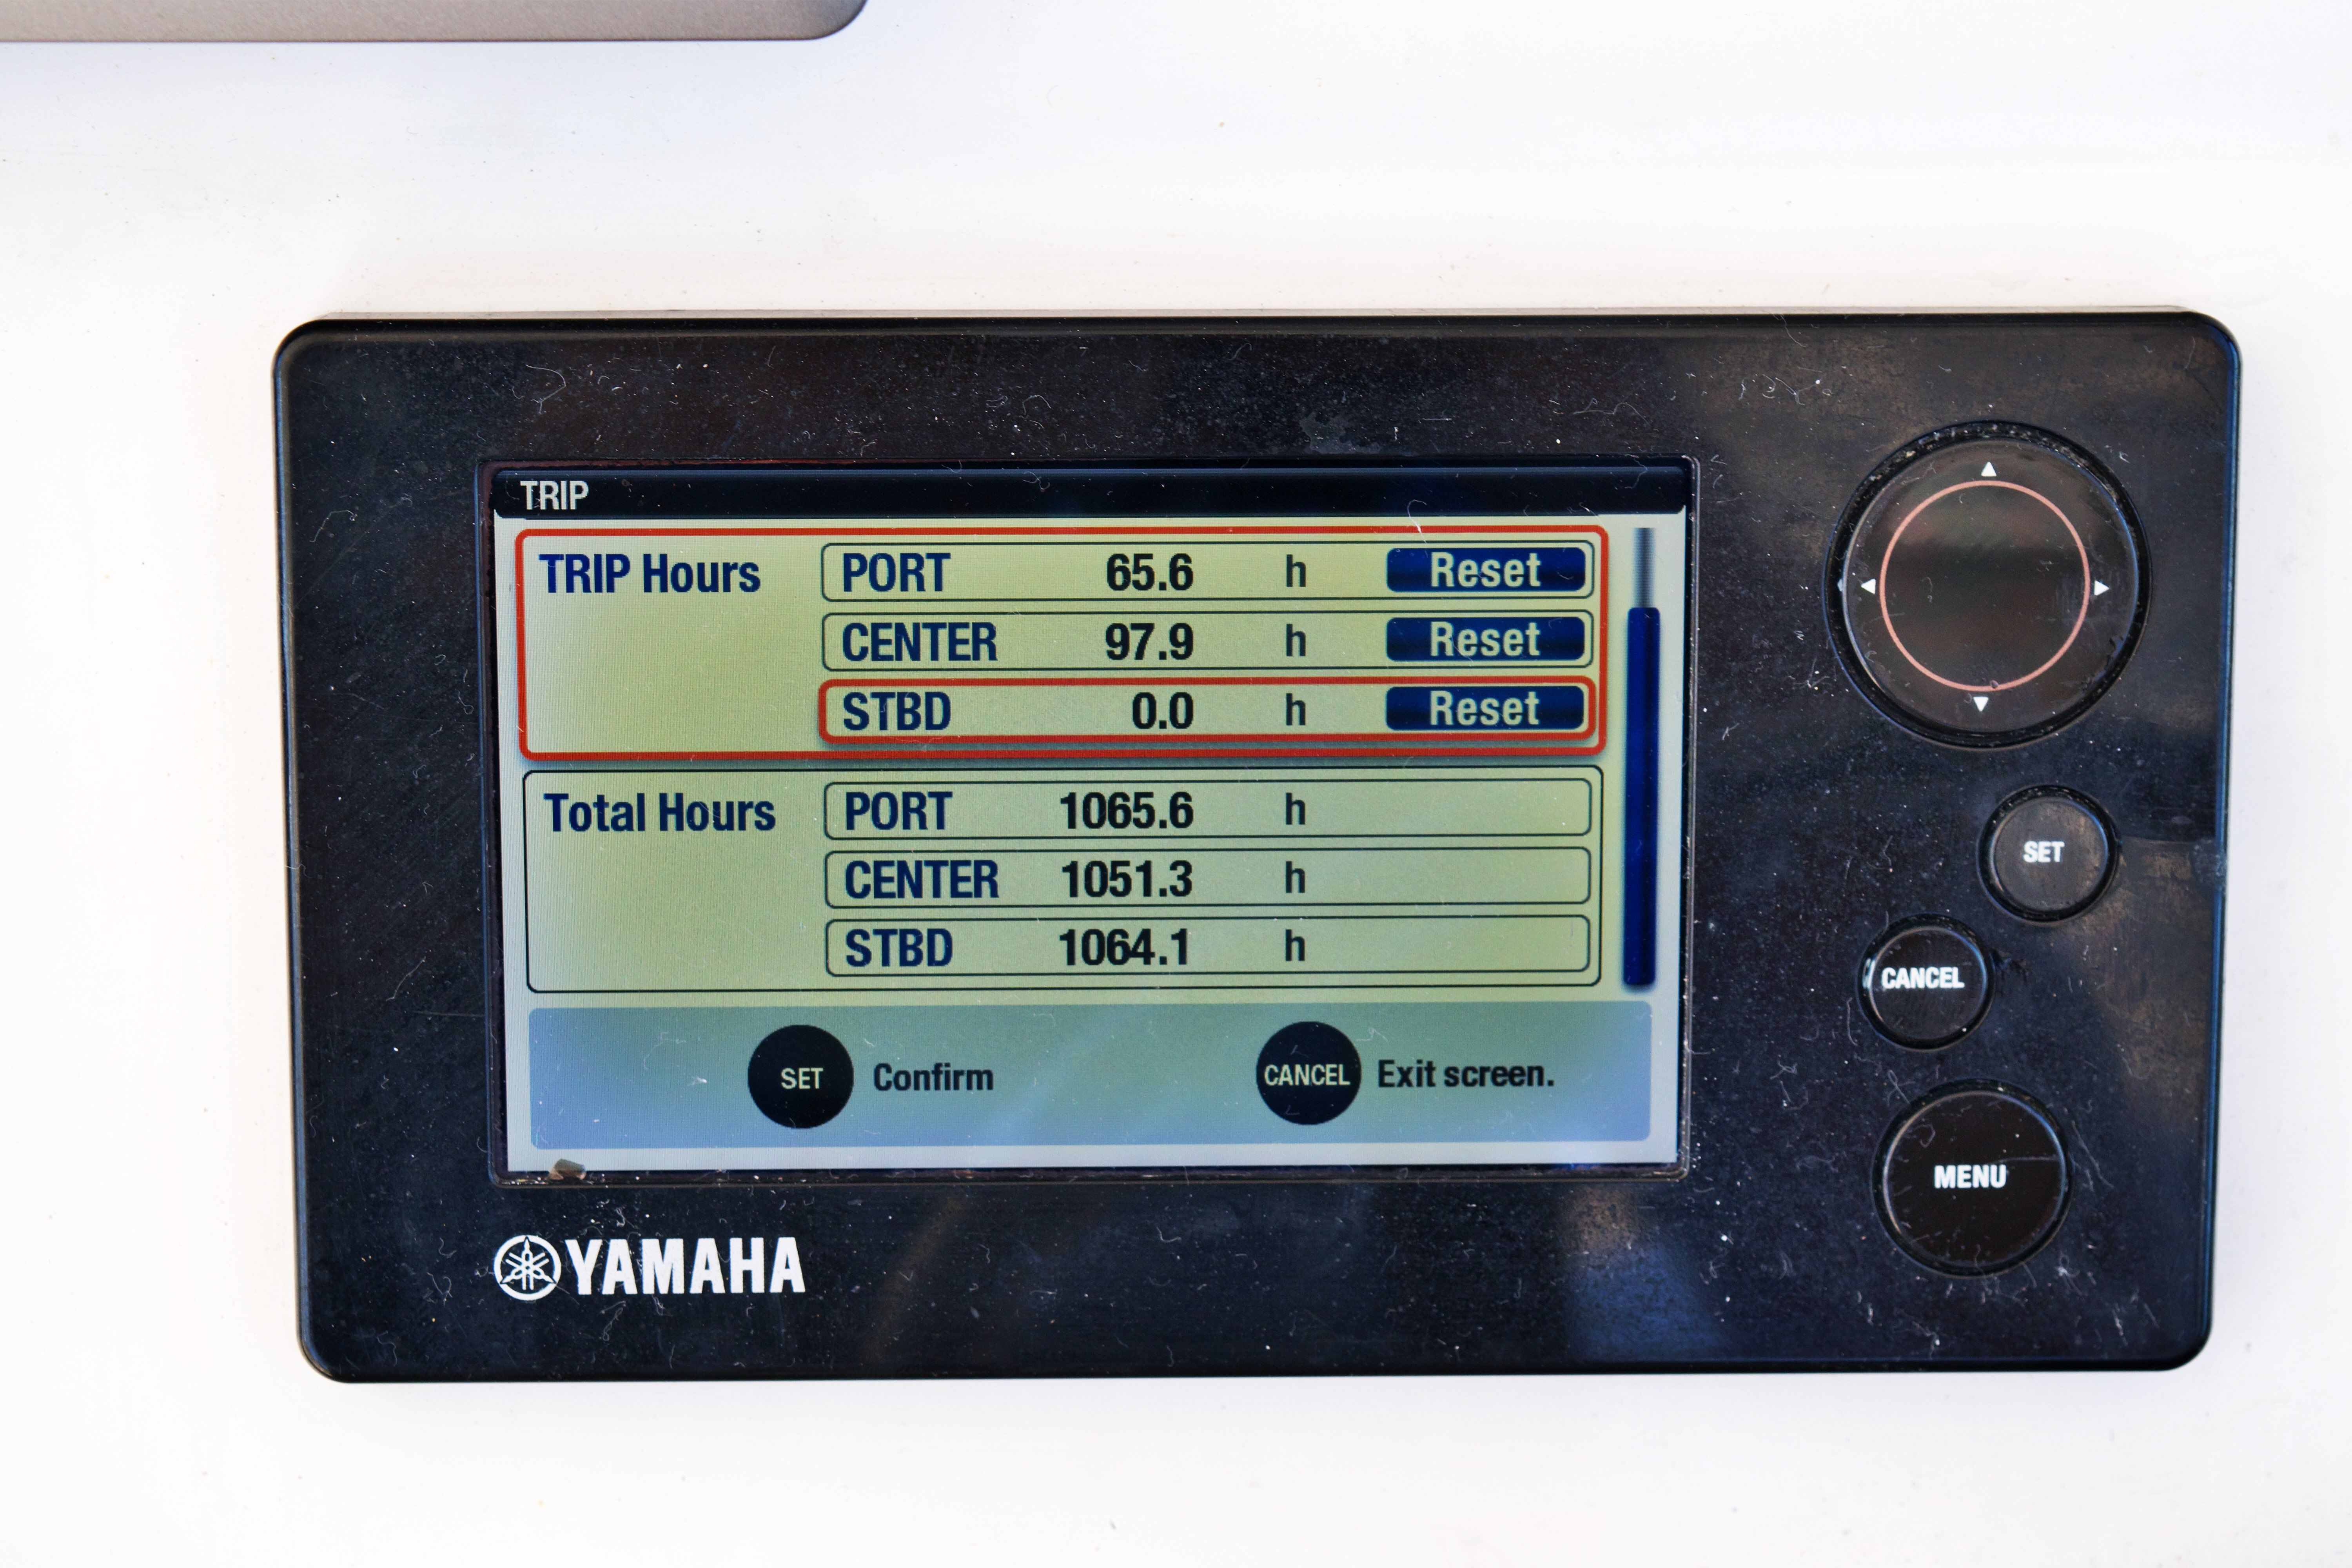 TRIP
TRIP Hours PORT 65.6 h Reset
CENTER 97.9 h Reset
STBD 0.0 h Reset
Total Hours PORT 1065.6 h
CENTER 1051.3 h
STBD 1064.1 h
SET Confirm CANCEL Exit screen.
YAMAHA
SET
CANCEL
MENU